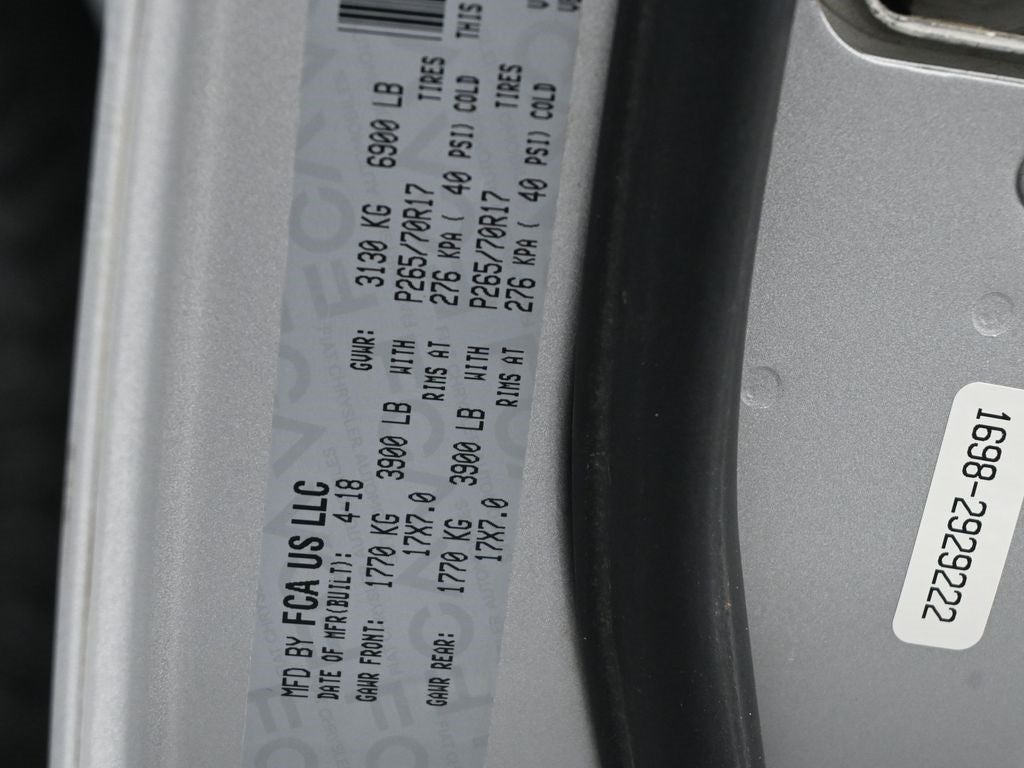 MFD BY FCA US LLC
DATE OF MFR(BUILT): 4-18 GVWR: 3130 KG 6900 LB
GAWR FRONT: 1770 KG 3900 LB WITH P265/70R17 TIRES
17X7.0 RIMS AT 276 KPA ( 40 PSI) COLD
GAWR REAR: 1770 KG 3900 LB WITH P265/70R17 TIRES
17X7.0 RIMS AT 276 KPA ( 40 PSI) COLD
THIS
1698-2929222